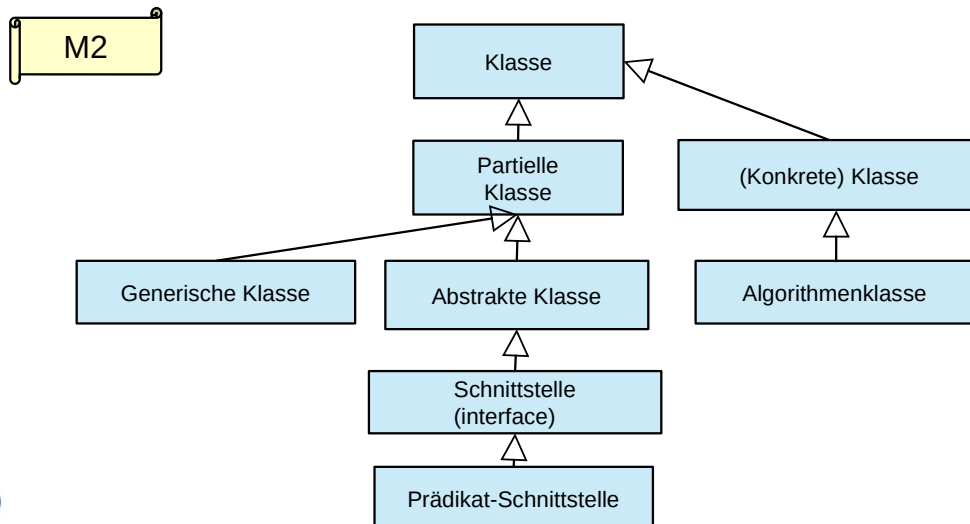 M2
Klasse
Partielle
Klasse
(Konkrete) Klasse
Generische Klasse
Abstrakte Klasse
Algorithmenklasse
Schnittstelle
(interface)
Prädikat-Schnittstelle